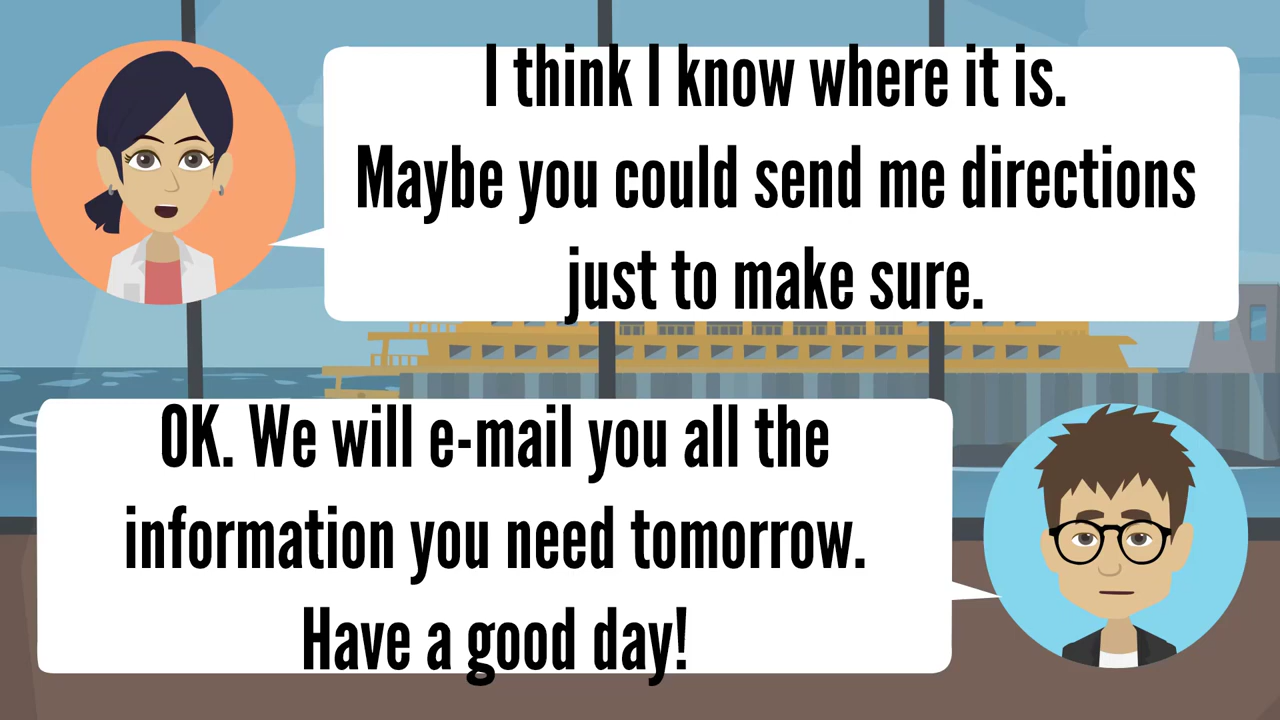 I think I know where it is.
Maybe you could send me directions
just to make sure.
OK. We will e-mail you all the
information you need tomorrow.
Have a good day!